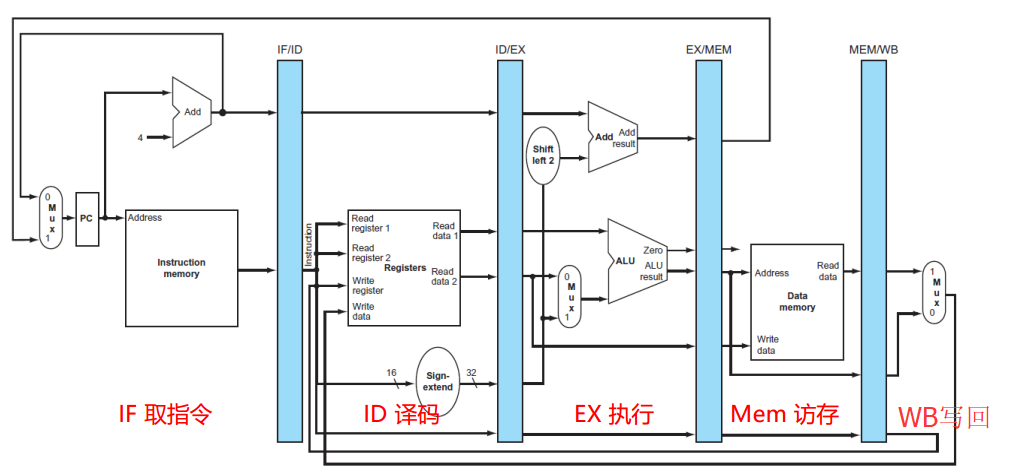 IF/ID
ID/EX
EX/MEM
MEM/WB
Add
4
Shift
left 2
Add
Add
result
0
M
u
x
1
PC
Address
Instruction
memory
Instruction
Read
register 1
Read
register 2
Write
register
Write
data
Registers
Read
data 1
Read
data 2
16
Sign-
extend
32
0
M
u
x
1
Zero
ALU
ALU
result
Address
Read
data
Data
memory
Write
data
1
M
u
x
0
IF 取指令
ID 译码
EX 执行
Mem 访存
WB写回